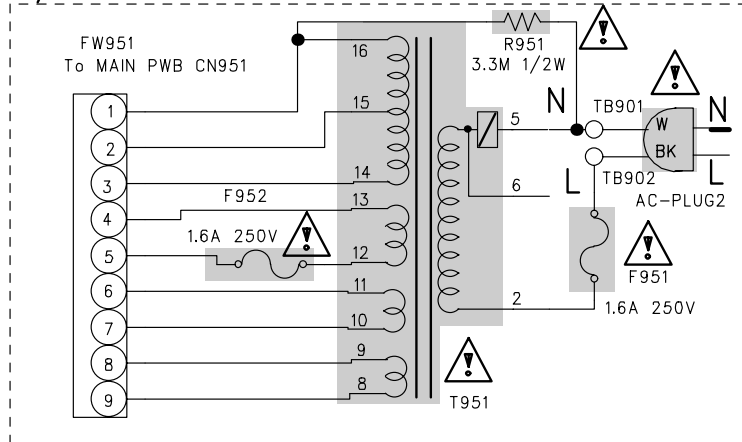 FW951
To MAIN PWB CN951
R951
3.3M 1/2W
16
N
TB901
N
1
15
5
W
2
BK
3
14
L
TB902
L
F952
13
6
AC-PLUG2
4
1.6A 250V
5
12
F951
6
11
2
1.6A 250V
7
10
8
9
8
9
T951